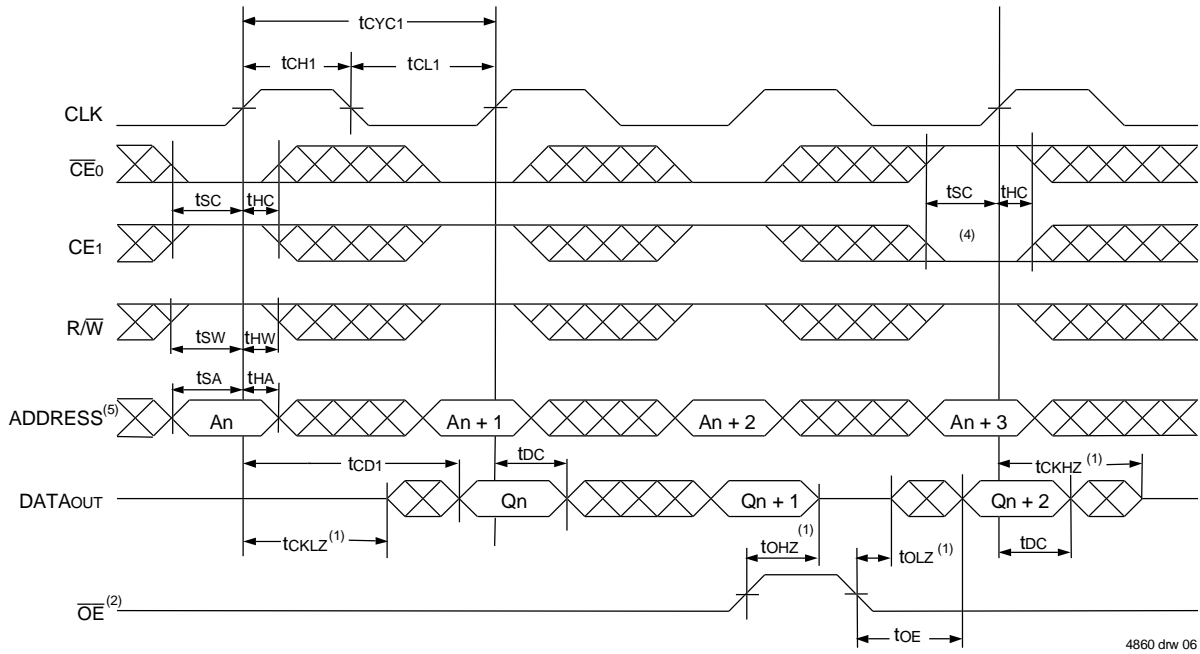 tCYC1
tCH1 tCL1
CLK
CE0
tSC tHC tSC tHC
CE1 (4)
R/W
tSW tHW
tSA tHA
ADDRESS(5) An An + 1 An + 2 An + 3
tCD1 tDC tCKHZ(1)
DATAOUT Qn Qn + 1 Qn + 2
tCKLZ(1) tOHZ(1) tOLZ(1) tDC
OE(2)
tOE
4860 drw 06